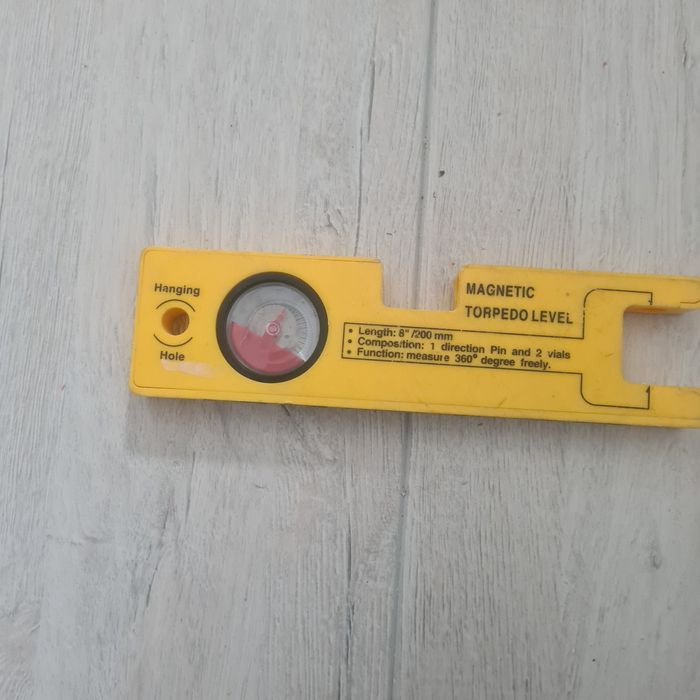 Hanging
Hole
MAGNETIC
TORPEDO LEVEL
• Length: 8"/200 mm
• Composition: 1 direction Pin and 2 vials
• Function: measure 360° degree freely.